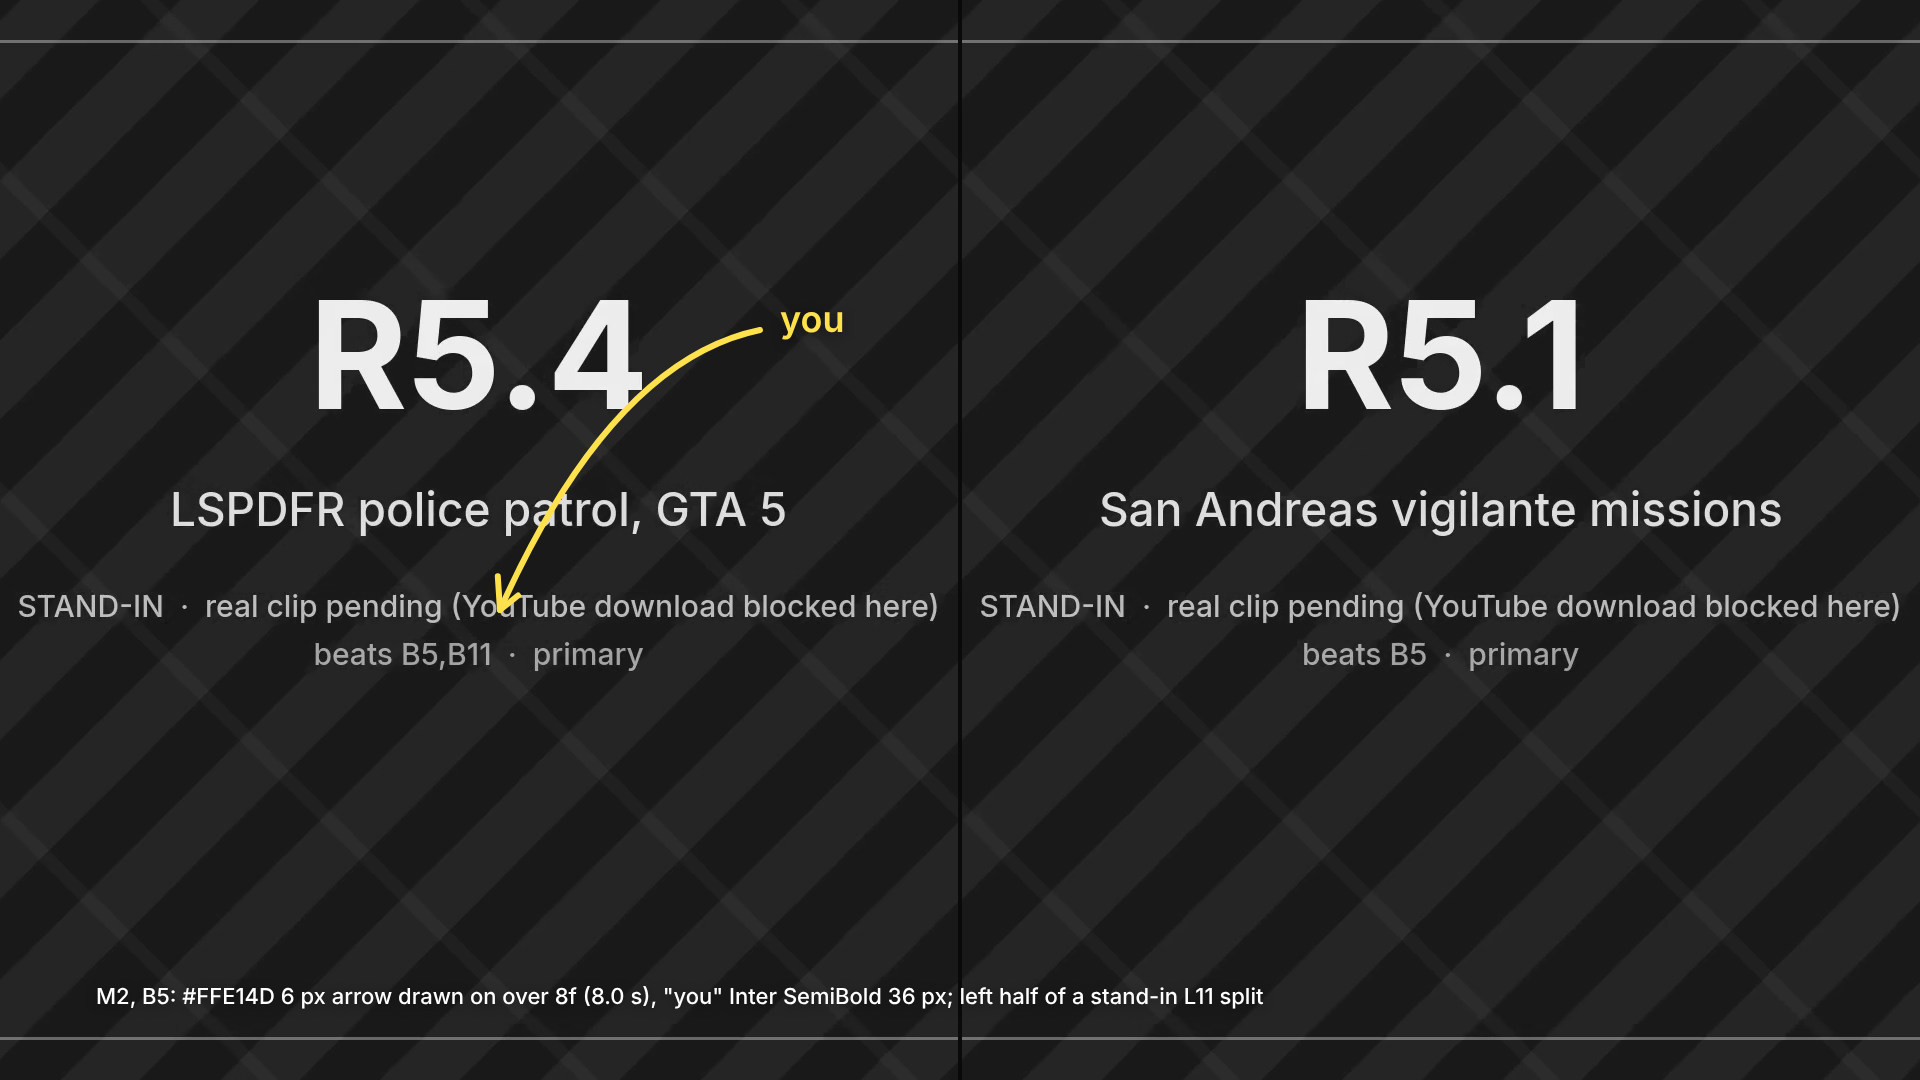 R5.4
you
LSPDFR police patrol, GTA 5
STAND-IN · real clip pending (YouTube download blocked here)
beats B5,B11 · primary
R5.1
San Andreas vigilante missions
STAND-IN · real clip pending (YouTube download blocked here)
beats B5 · primary
M2, B5: #FFE14D 6 px arrow drawn on over 8f (8.0 s), "you" Inter SemiBold 36 px; left half of a stand-in L11 split